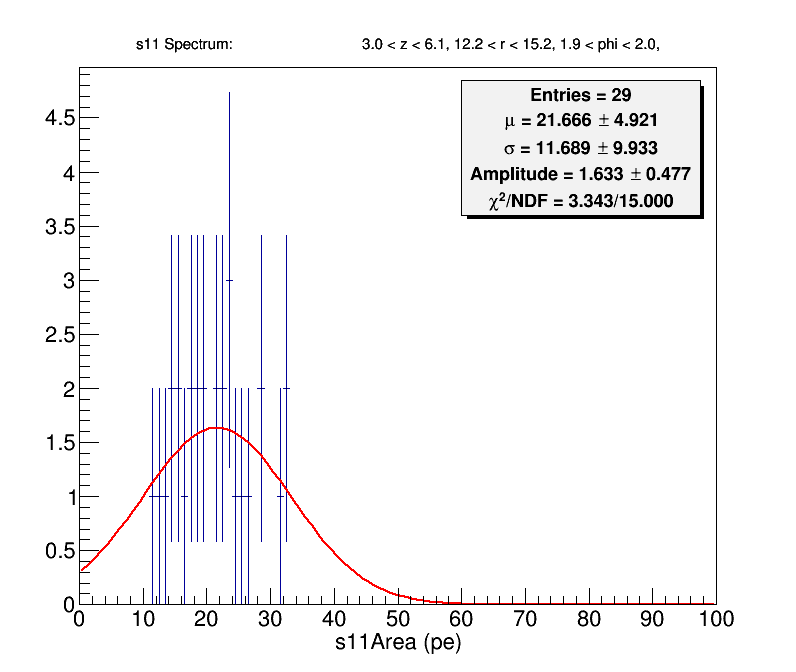 s11 Spectrum: 3.0 < z < 6.1, 12.2 < r < 15.2, 1.9 < phi < 2.0,
Entries = 29
μ = 21.666 ± 4.921
σ = 11.689 ± 9.933
Amplitude = 1.633 ± 0.477
χ²/NDF = 3.343/15.000
4.5
4
3.5
3
2.5
2
1.5
1
0.5
0
0 10 20 30 40 50 60 70 80 90 100
s11Area (pe)